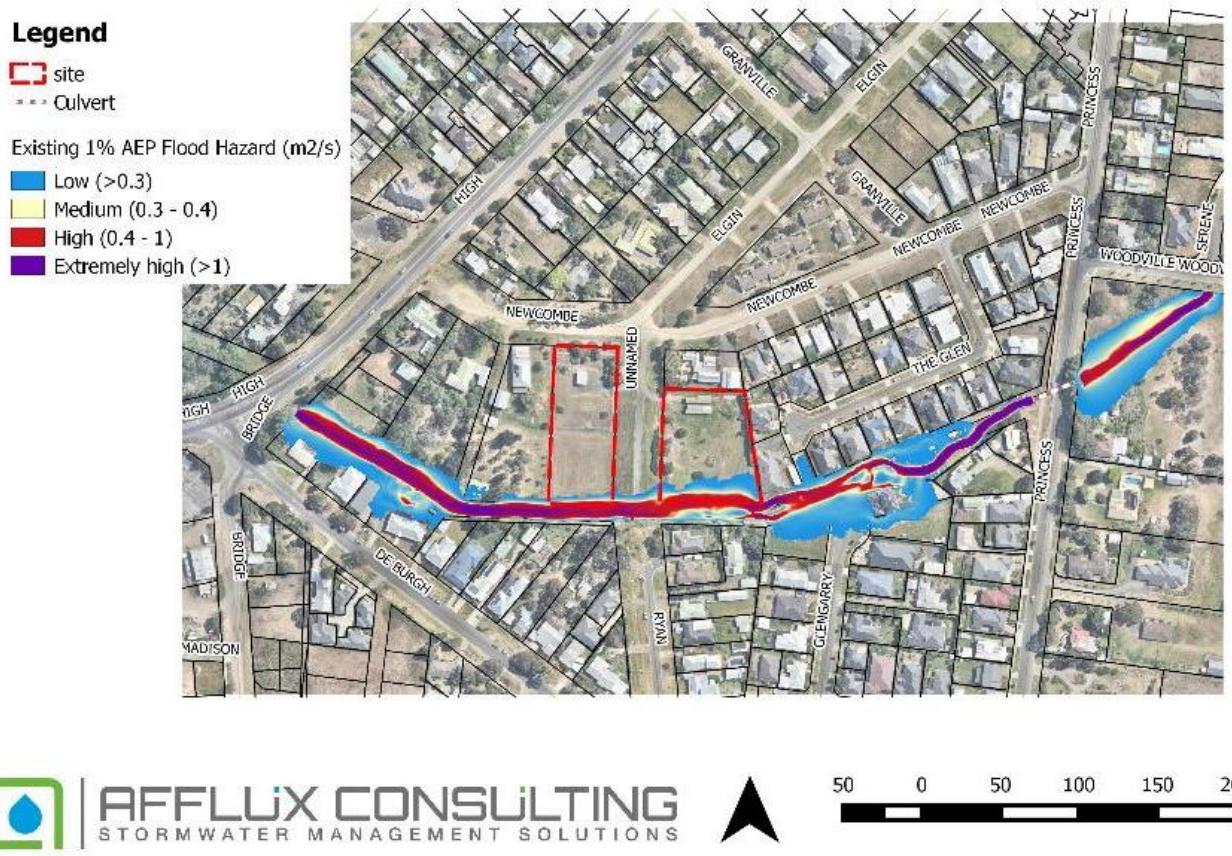 Legend
site
Culvert
Existing 1% AEP Flood Hazard (m2/s)
Low (>0.3)
Medium (0.3 - 0.4)
High (0.4 - 1)
Extremely high (>1)
GRANVILLE
ELGIN
PRINCESS
HIGH
GRANVILLE
NEWCOMBE
SERENE
ELGIN
NEWCOMBE
PRINCESS
WOODVILLE WOODV
NEWCOMBE
NEWCOMBE
UNNAMED
THE GLEN
HIGH
HIGH
BRIDGE
PRINCESS
BRIDGE
DE BURGH
GLENGARRY
RYAN
MADISON
AFFLUX CONSULTING
STORMWATER MANAGEMENT SOLUTIONS
50 0 50 100 150 20